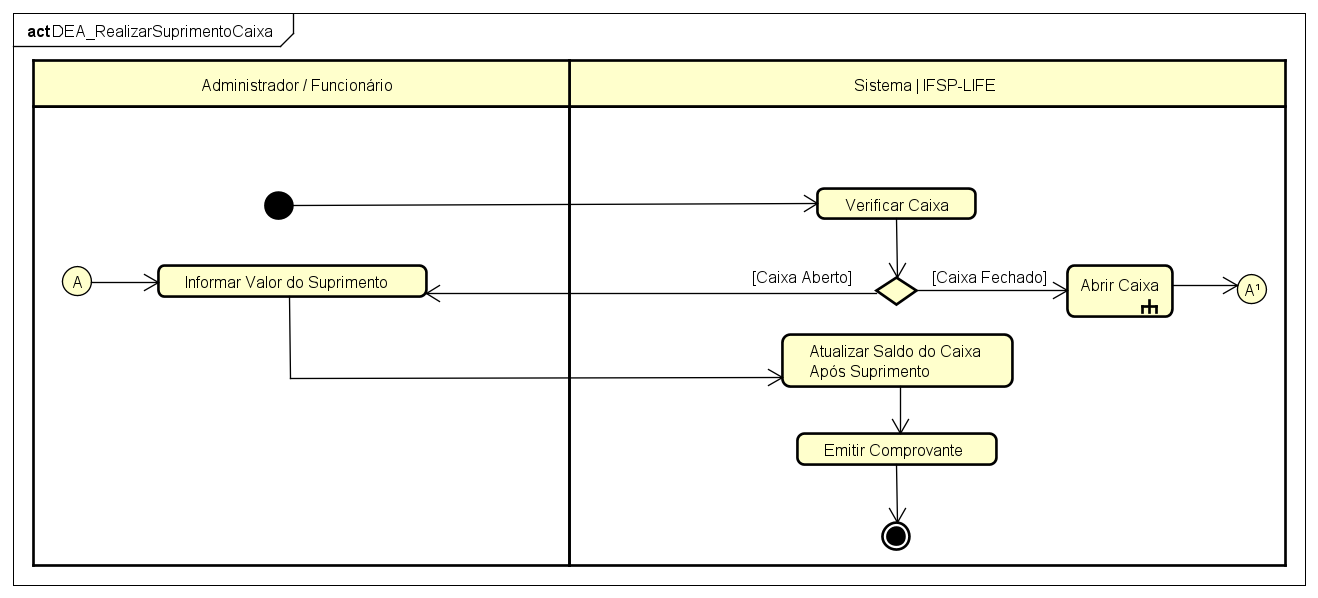 act DEA_RealizarSuprimentoCaixa
Administrador / Funcionário
Sistema | IFSP-LIFE
Verificar Caixa
A
Informar Valor do Suprimento
[Caixa Aberto]
[Caixa Fechado]
Abrir Caixa
A¹
Atualizar Saldo do Caixa
Após Suprimento
Emitir Comprovante